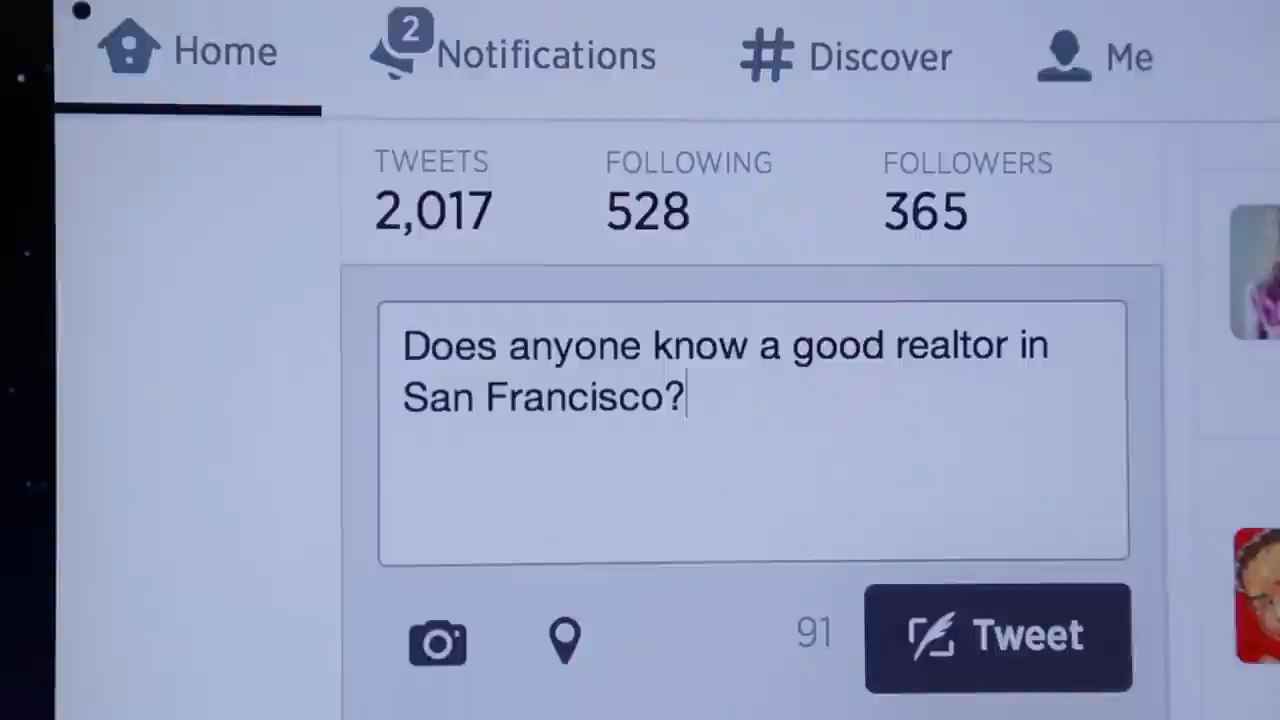 Home
2
Notifications
Discover
Me
TWEETS
FOLLOWING
FOLLOWERS
2,017
528
365
Does anyone know a good realtor in
San Francisco?
91
Tweet